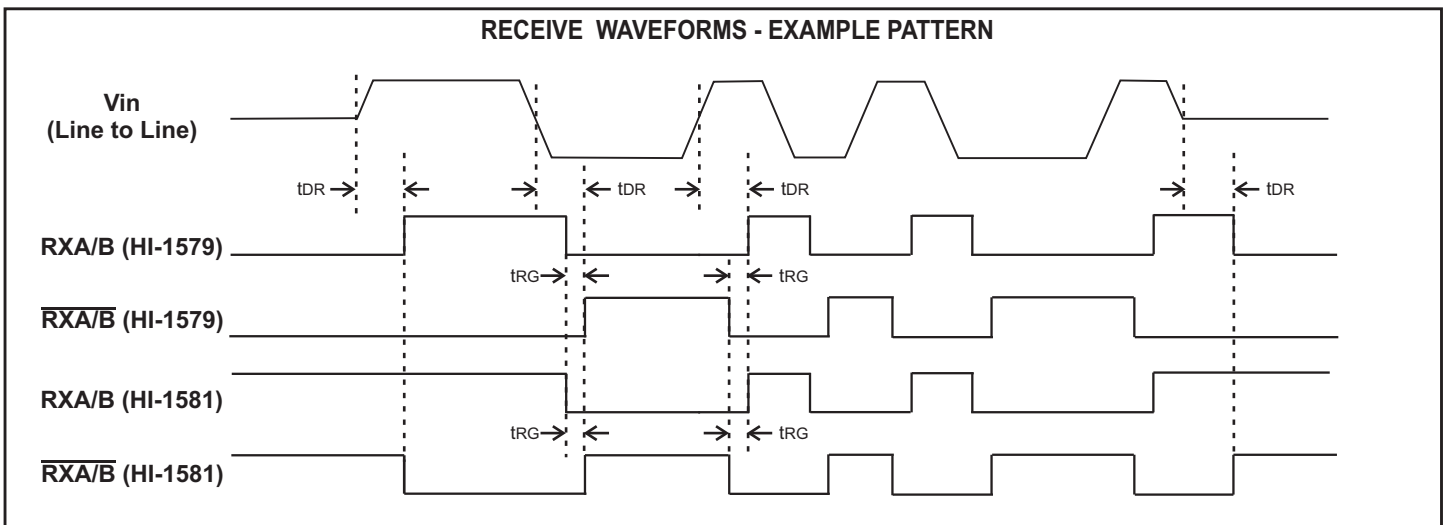 RECEIVE WAVEFORMS - EXAMPLE PATTERN
Vin
(Line to Line)
tDR tDR tDR tDR
RXA/B (HI-1579)
tRG tRG
RXA/B (HI-1579)
RXA/B (HI-1581)
tRG tRG
RXA/B (HI-1581)